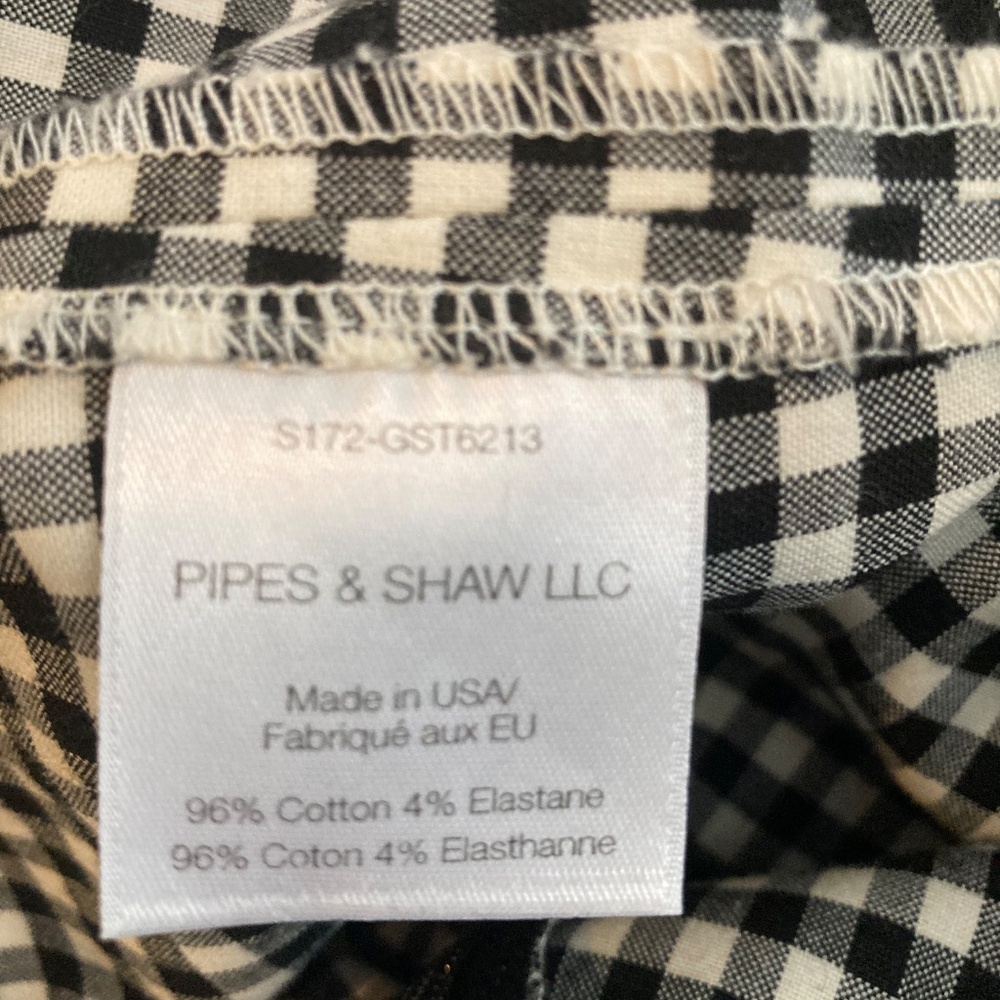 S172-GST6213
PIPES & SHAW LLC
Made in USA/
Fabriqué aux EU
96% Cotton 4% Elastane
96% Coton 4% Elasthanne